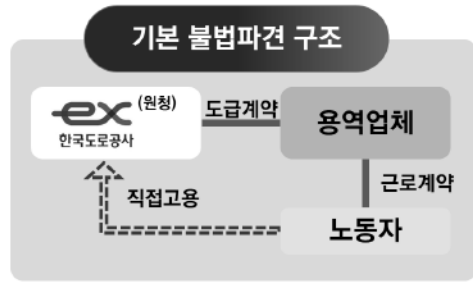 기본 불법파견 구조
ex (원청)
한국도로공사
도급계약
용역업체
근로계약
직접고용
노동자